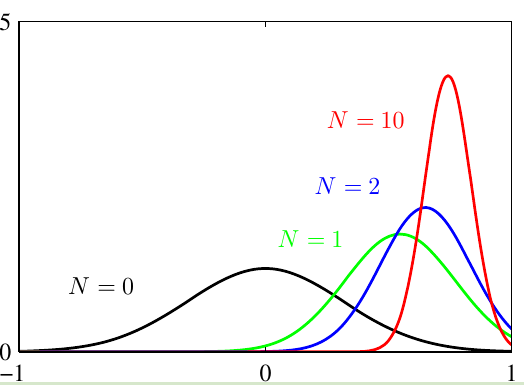 5
N = 10
N = 2
N = 1
N = 0
0
−1 0 1